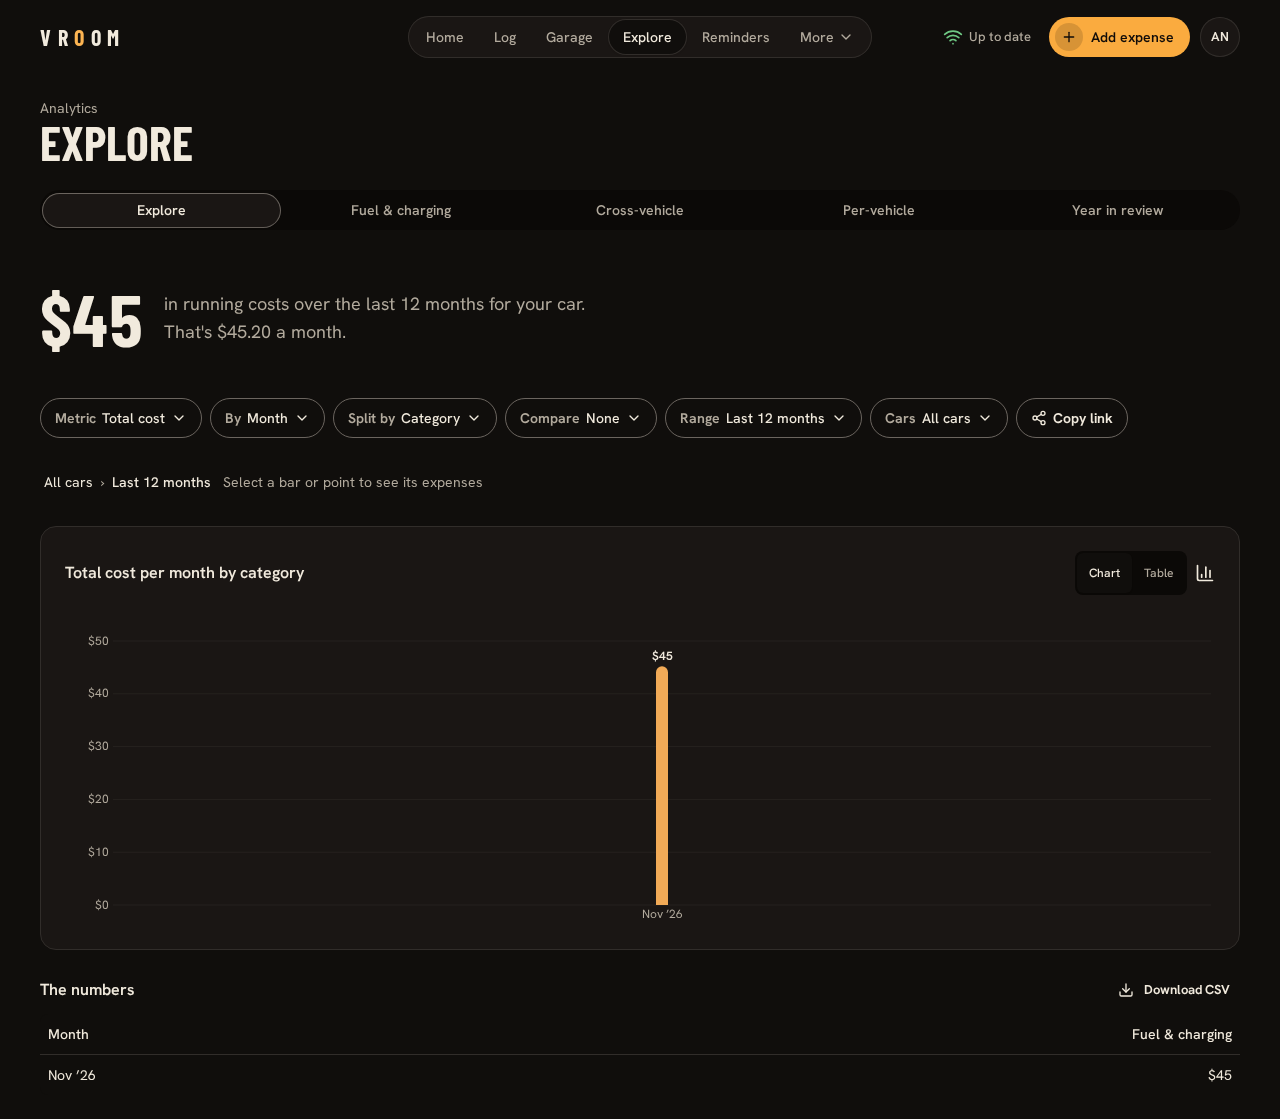 VROOM
Home Log Garage Explore Reminders More
Up to date
Add expense
AN
Analytics
EXPLORE
Explore Fuel & charging Cross-vehicle Per-vehicle Year in review
$45
in running costs over the last 12 months for your car.
That's $45.20 a month.
Metric Total cost By Month Split by Category Compare None Range Last 12 months Cars All cars Copy link
All cars › Last 12 months Select a bar or point to see its expenses
Total cost per month by category
Chart Table
$50
$45
$40
$30
$20
$10
$0
Nov ’26
The numbers
Download CSV
Month Fuel & charging
Nov ’26 $45